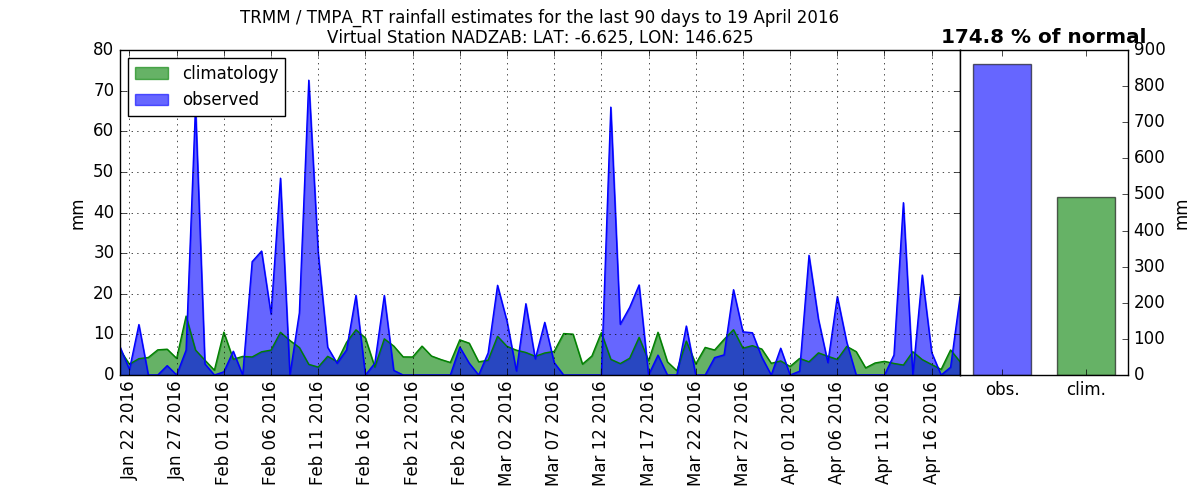 TRMM / TMPA_RT rainfall estimates for the last 90 days to 19 April 2016
Virtual Station NADZAB: LAT: -6.625, LON: 146.625
174.8 % of normal
climatology
observed
mm
80
70
60
50
40
30
20
10
0
Jan 22 2016
Jan 27 2016
Feb 01 2016
Feb 06 2016
Feb 11 2016
Feb 16 2016
Feb 21 2016
Feb 26 2016
Mar 02 2016
Mar 07 2016
Mar 12 2016
Mar 17 2016
Mar 22 2016
Mar 27 2016
Apr 01 2016
Apr 06 2016
Apr 11 2016
Apr 16 2016
obs.
clim.
900
800
700
600
500
400
300
200
100
0
mm